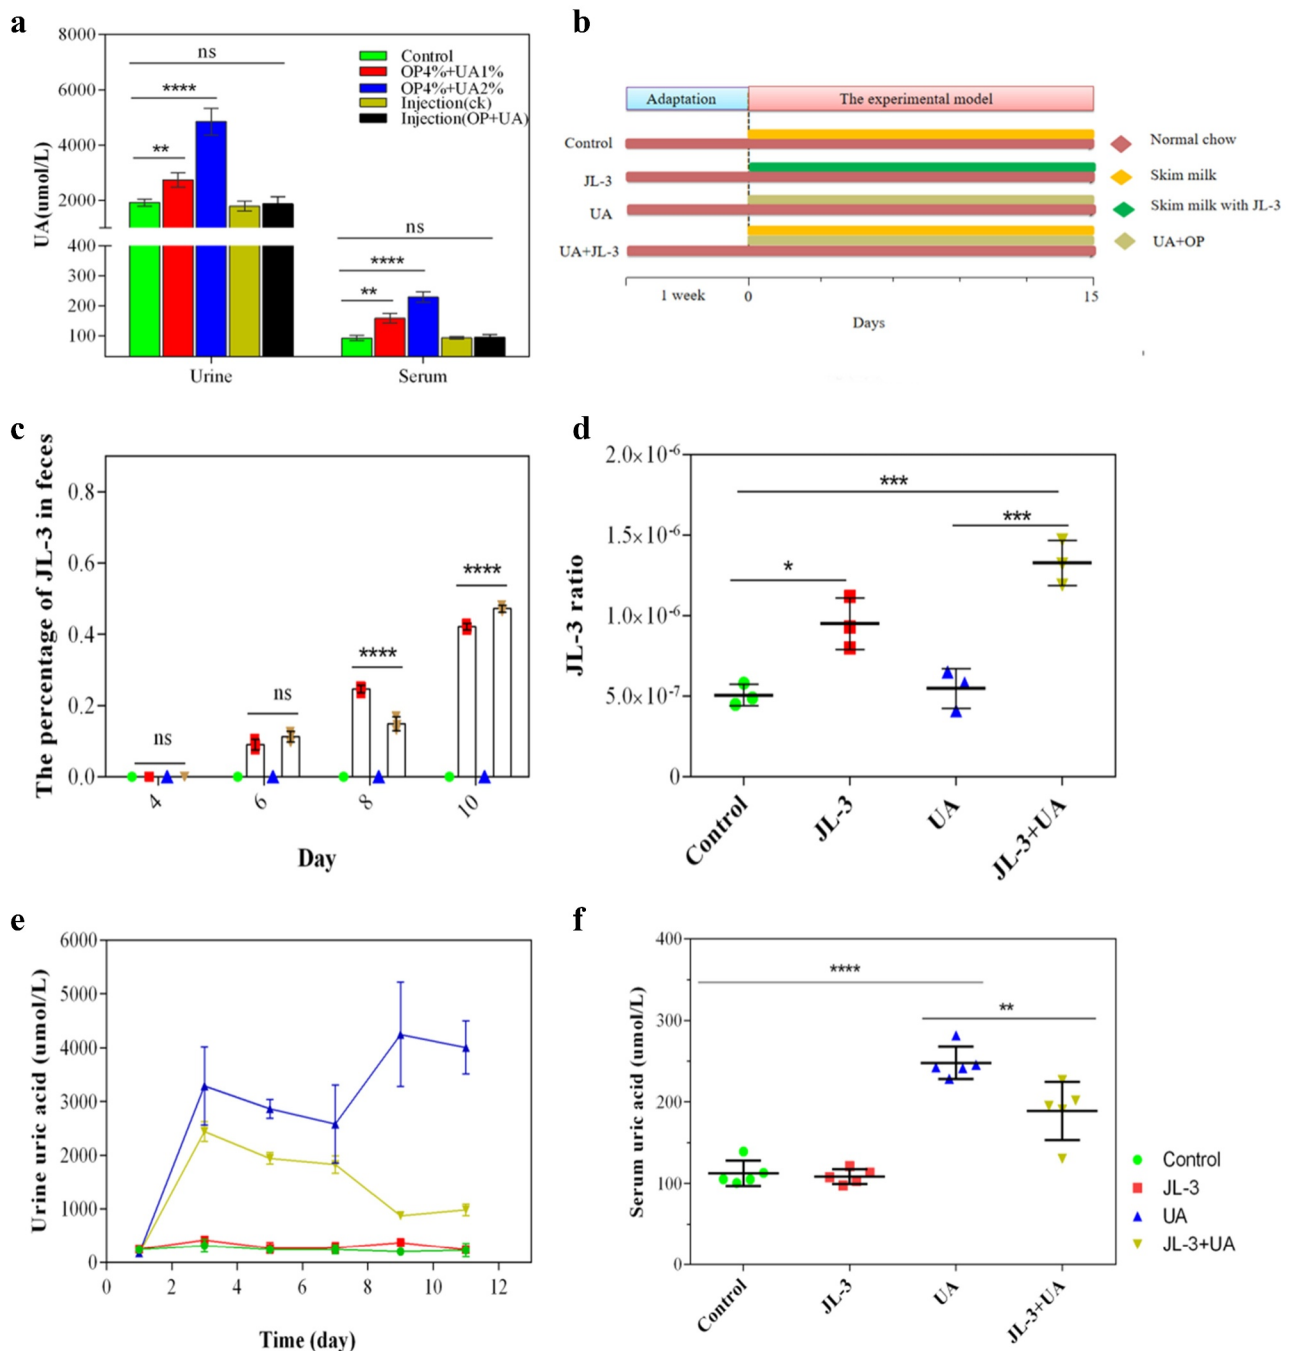 a
8000
6000
4000
2000
400
300
200
100
UA(umol/L)
ns
****
**
ns
****
**
Control
OP4%+UA1%
OP4%+UA2%
Injection(ck)
Injection(OP+UA)
Urine
Serum
b
Adaptation
The experimental model
Control
JL-3
UA
UA+JL-3
Normal chow
Skim milk
Skim milk with JL-3
UA+OP
1 week
0
15
Days
c
The percentage of JL-3 in feces
0.8
0.6
0.4
0.2
0.0
ns
ns
****
****
4
6
8
10
Day
d
JL-3 ratio
2.0×10-6
1.5×10-6
1.0×10-6
5.0×10-7
0
***
***
*
Control
JL-3
UA
JL-3+UA
e
Urine uric acid (umol/L)
6000
5000
4000
3000
2000
1000
0
0
2
4
6
8
10
12
Time (day)
f
Serum uric acid (umol/L)
400
300
200
100
0
****
**
Control
JL-3
UA
JL-3+UA
Control
JL-3
UA
JL-3+UA